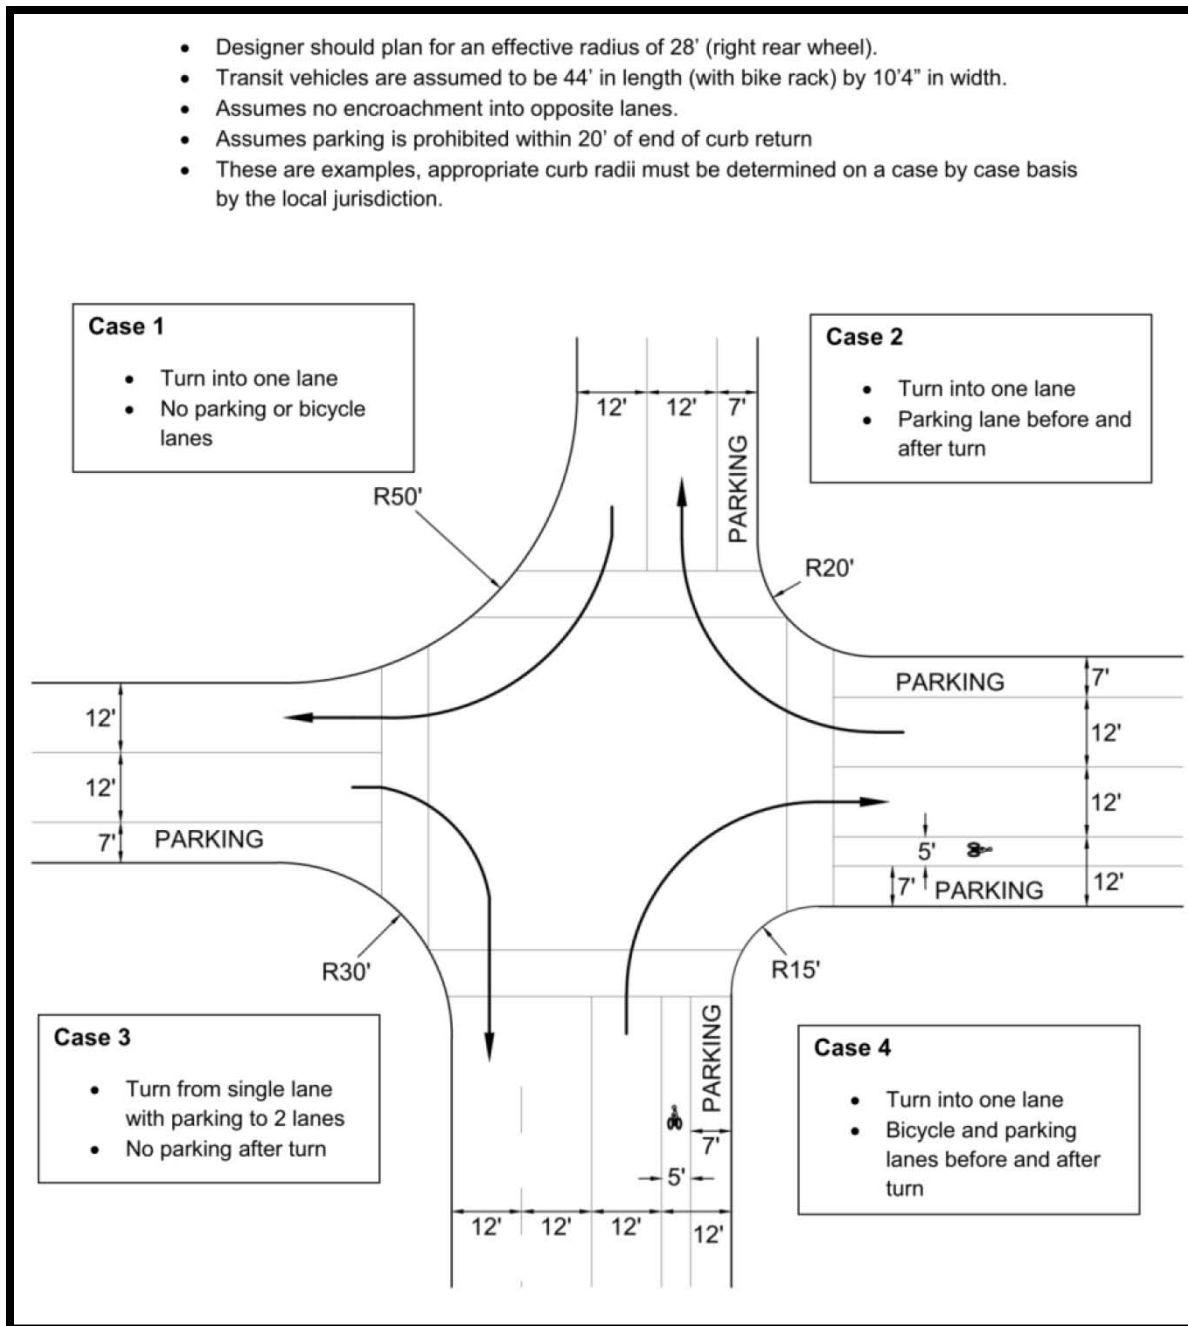 • Designer should plan for an effective radius of 28’ (right rear wheel).
• Transit vehicles are assumed to be 44’ in length (with bike rack) by 10’4” in width.
• Assumes no encroachment into opposite lanes.
• Assumes parking is prohibited within 20’ of end of curb return
• These are examples, appropriate curb radii must be determined on a case by case basis
by the local jurisdiction.
Case 1
• Turn into one lane
• No parking or bicycle
lanes
Case 2
• Turn into one lane
• Parking lane before and
after turn
12'
12'
7'
PARKING
R50'
R20'
12'
12'
7'
PARKING
PARKING
7'
12'
12'
5'
7'
PARKING
12'
R30'
R15'
Case 3
• Turn from single lane
with parking to 2 lanes
• No parking after turn
Case 4
• Turn into one lane
• Bicycle and parking
lanes before and after
turn
PARKING
7'
5'
12'
12'
12'
12'